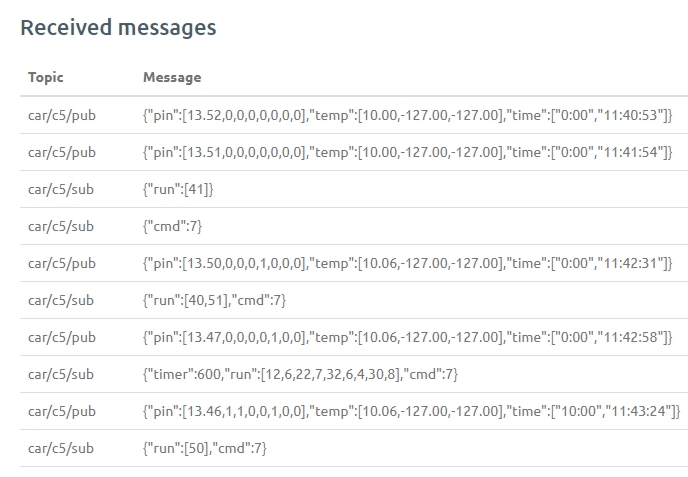 Received messages
Topic Message
car/c5/pub {"pin":[13.52,0,0,0,0,0,0,0],"temp":[10.00,-127.00,-127.00],"time":["0:00","11:40:53"]}
car/c5/pub {"pin":[13.51,0,0,0,0,0,0,0],"temp":[10.00,-127.00,-127.00],"time":["0:00","11:41:54"]}
car/c5/sub {"run":[41]}
car/c5/sub {"cmd":7}
car/c5/pub {"pin":[13.50,0,0,0,1,0,0,0],"temp":[10.06,-127.00,-127.00],"time":["0:00","11:42:31"]}
car/c5/sub {"run":[40,51],"cmd":7}
car/c5/pub {"pin":[13.47,0,0,0,0,1,0,0],"temp":[10.06,-127.00,-127.00],"time":["0:00","11:42:58"]}
car/c5/sub {"timer":600,"run":[12,6,22,7,32,6,4,30,8],"cmd":7}
car/c5/pub {"pin":[13.46,1,1,0,0,1,0,0],"temp":[10.06,-127.00,-127.00],"time":["10:00","11:43:24"]}
car/c5/sub {"run":[50],"cmd":7}